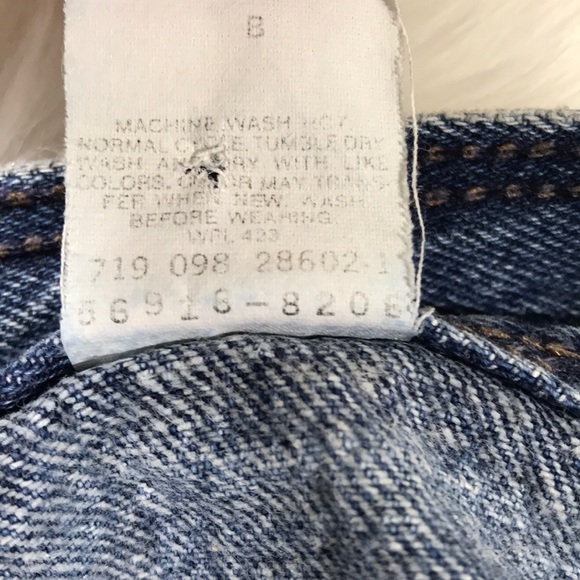 B
MACHINE WASH HOT
NORMAL CYCLE. TUMBLE DRY
WASH AND DRY WITH LIKE
COLORS. COLOR MAY TRANS-
FER WHEN NEW. WASH
BEFORE WEARING.
WPL 423
719 098 28602-1
56918-8208